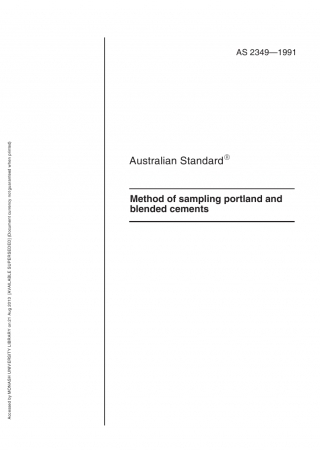 AS 2349—1991
Australian Standard®
Method of sampling portland and
blended cements
Accessed by MONASH UNIVERSITY LIBRARY on 21 Aug 2013 [AVAILABLE SUPERSEDED] (Document currency not guaranteed when printed)